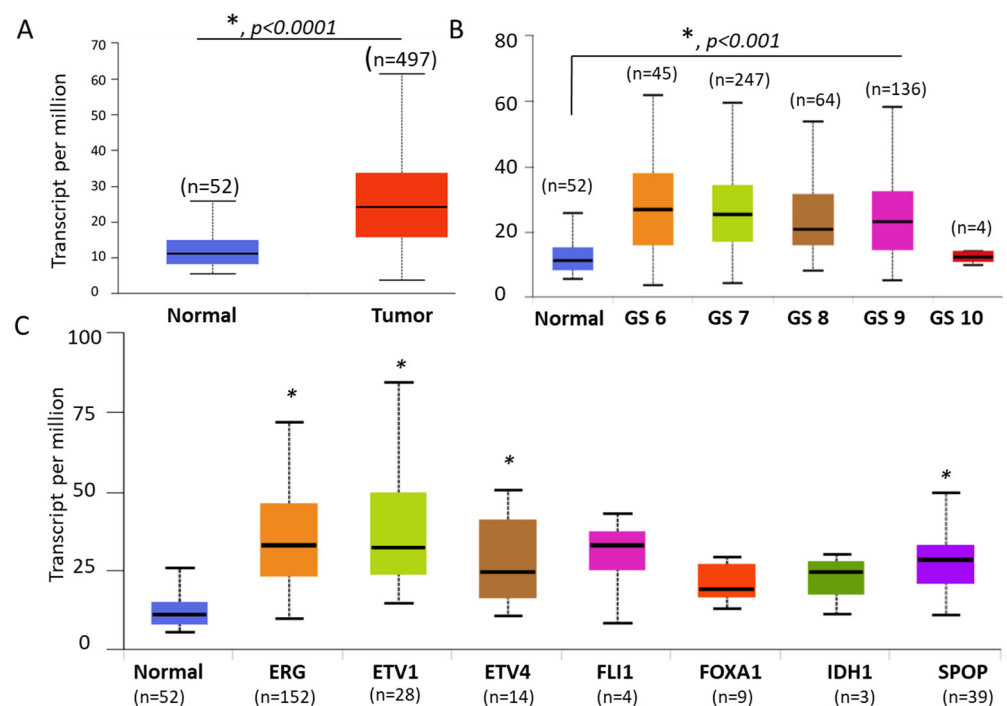 A
*, p<0.0001
70
60
50
40
30
20
10
0
Transcript per million
(n=52)
(n=497)
Normal
Tumor
B
*, p<0.001
80
60
40
20
0
(n=52)
(n=45)
(n=247)
(n=64)
(n=136)
(n=4)
Normal
GS 6
GS 7
GS 8
GS 9
GS 10
C
100
75
50
25
0
Transcript per million
*
*
*
*
Normal
ERG
ETV1
ETV4
FLI1
FOXA1
IDH1
SPOP
(n=52)
(n=152)
(n=28)
(n=14)
(n=4)
(n=9)
(n=3)
(n=39)